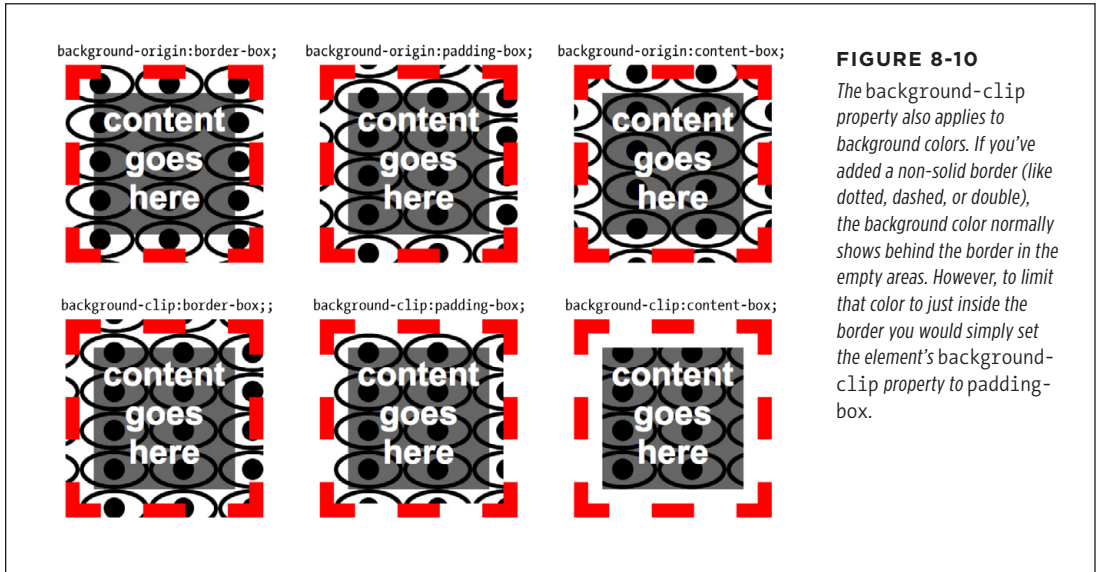 background-origin:border-box;
background-origin:padding-box;
background-origin:content-box;
content
goes
here
content
goes
here
content
goes
here
background-clip:border-box;;
background-clip:padding-box;
background-clip:content-box;
content
goes
here
content
goes
here
content
goes
here
FIGURE 8-10
The background-clip
property also applies to
background colors. If you've
added a non-solid border (like
dotted, dashed, or double),
the background color normally
shows behind the border in the
empty areas. However, to limit
that color to just inside the
border you would simply set
the element's background-
clip property to padding-
box.